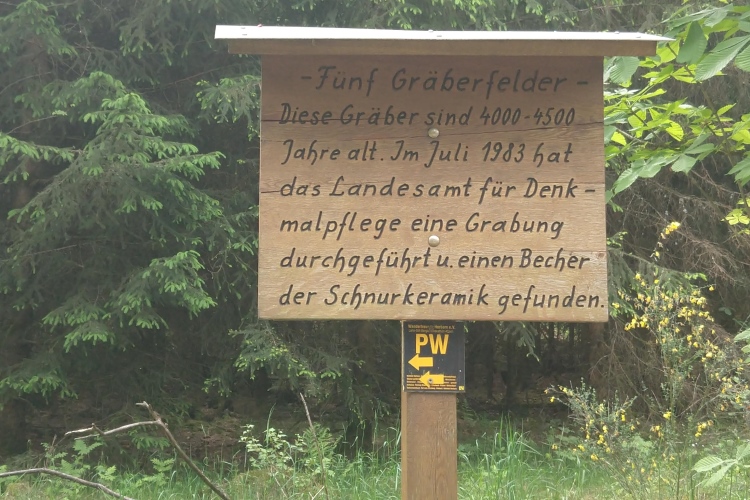 - Fünf Gräberfelder -
Diese Gräber sind 4000-4500
Jahre alt. Im Juli 1983 hat
das Landesamt für Denk-
malpflege eine Grabung
durchgeführt u. einen Becher
der Schnurkeramik gefunden.
PW